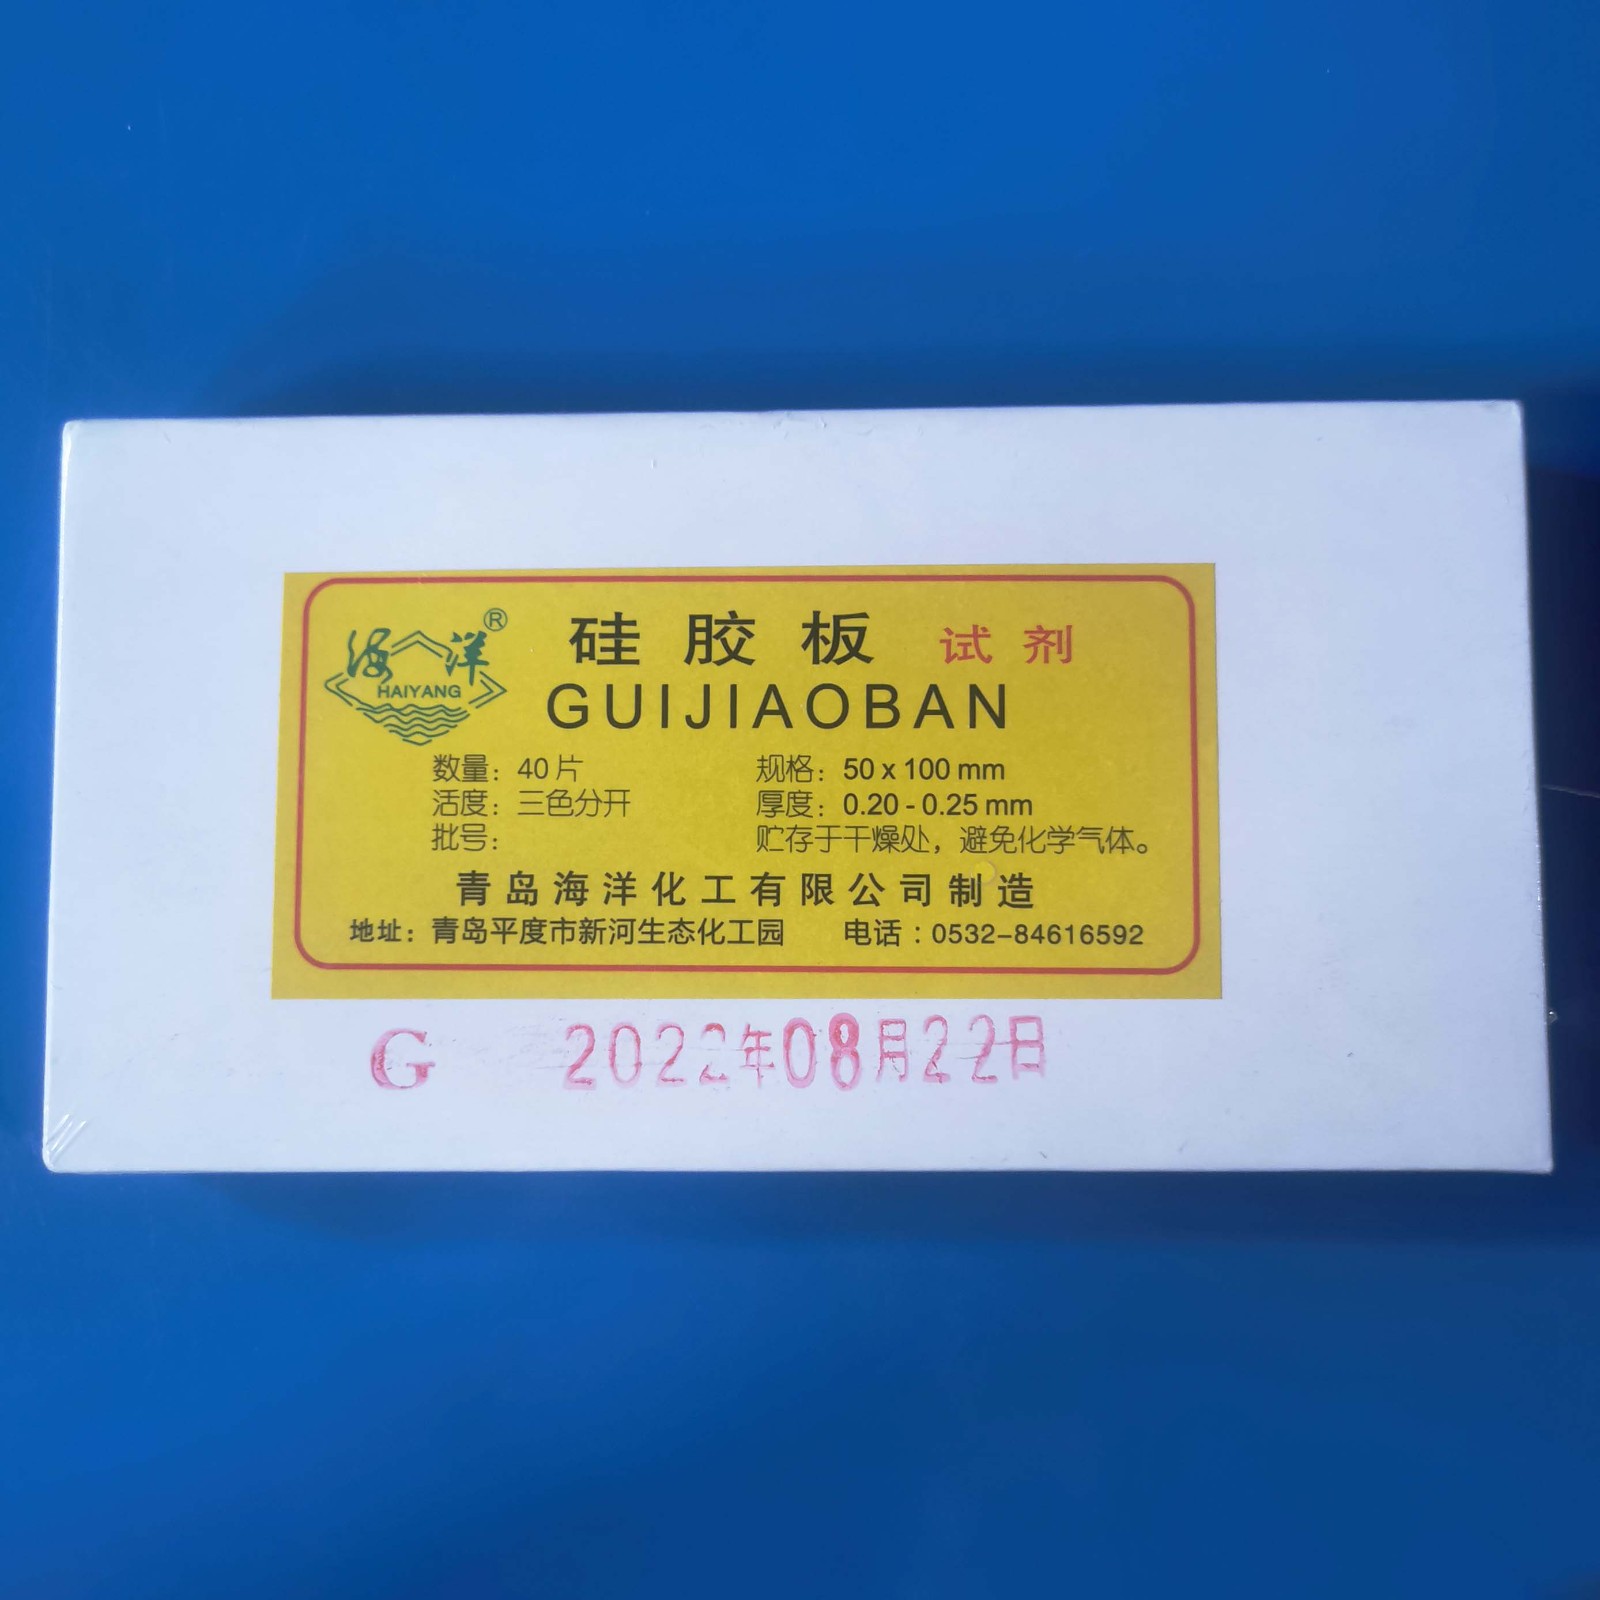 海洋®
HAIYANG
硅胶板 试剂
GUIJIAOBAN
数量：40片 规格：50 x 100 mm
活度：三色分开 厚度：0.20 - 0.25 mm
批号： 贮存于干燥处，避免化学气体。
青岛海洋化工有限公司制造
地址：青岛平度市新河生态化工园 电话：0532-84616592
G 2022年08月22日